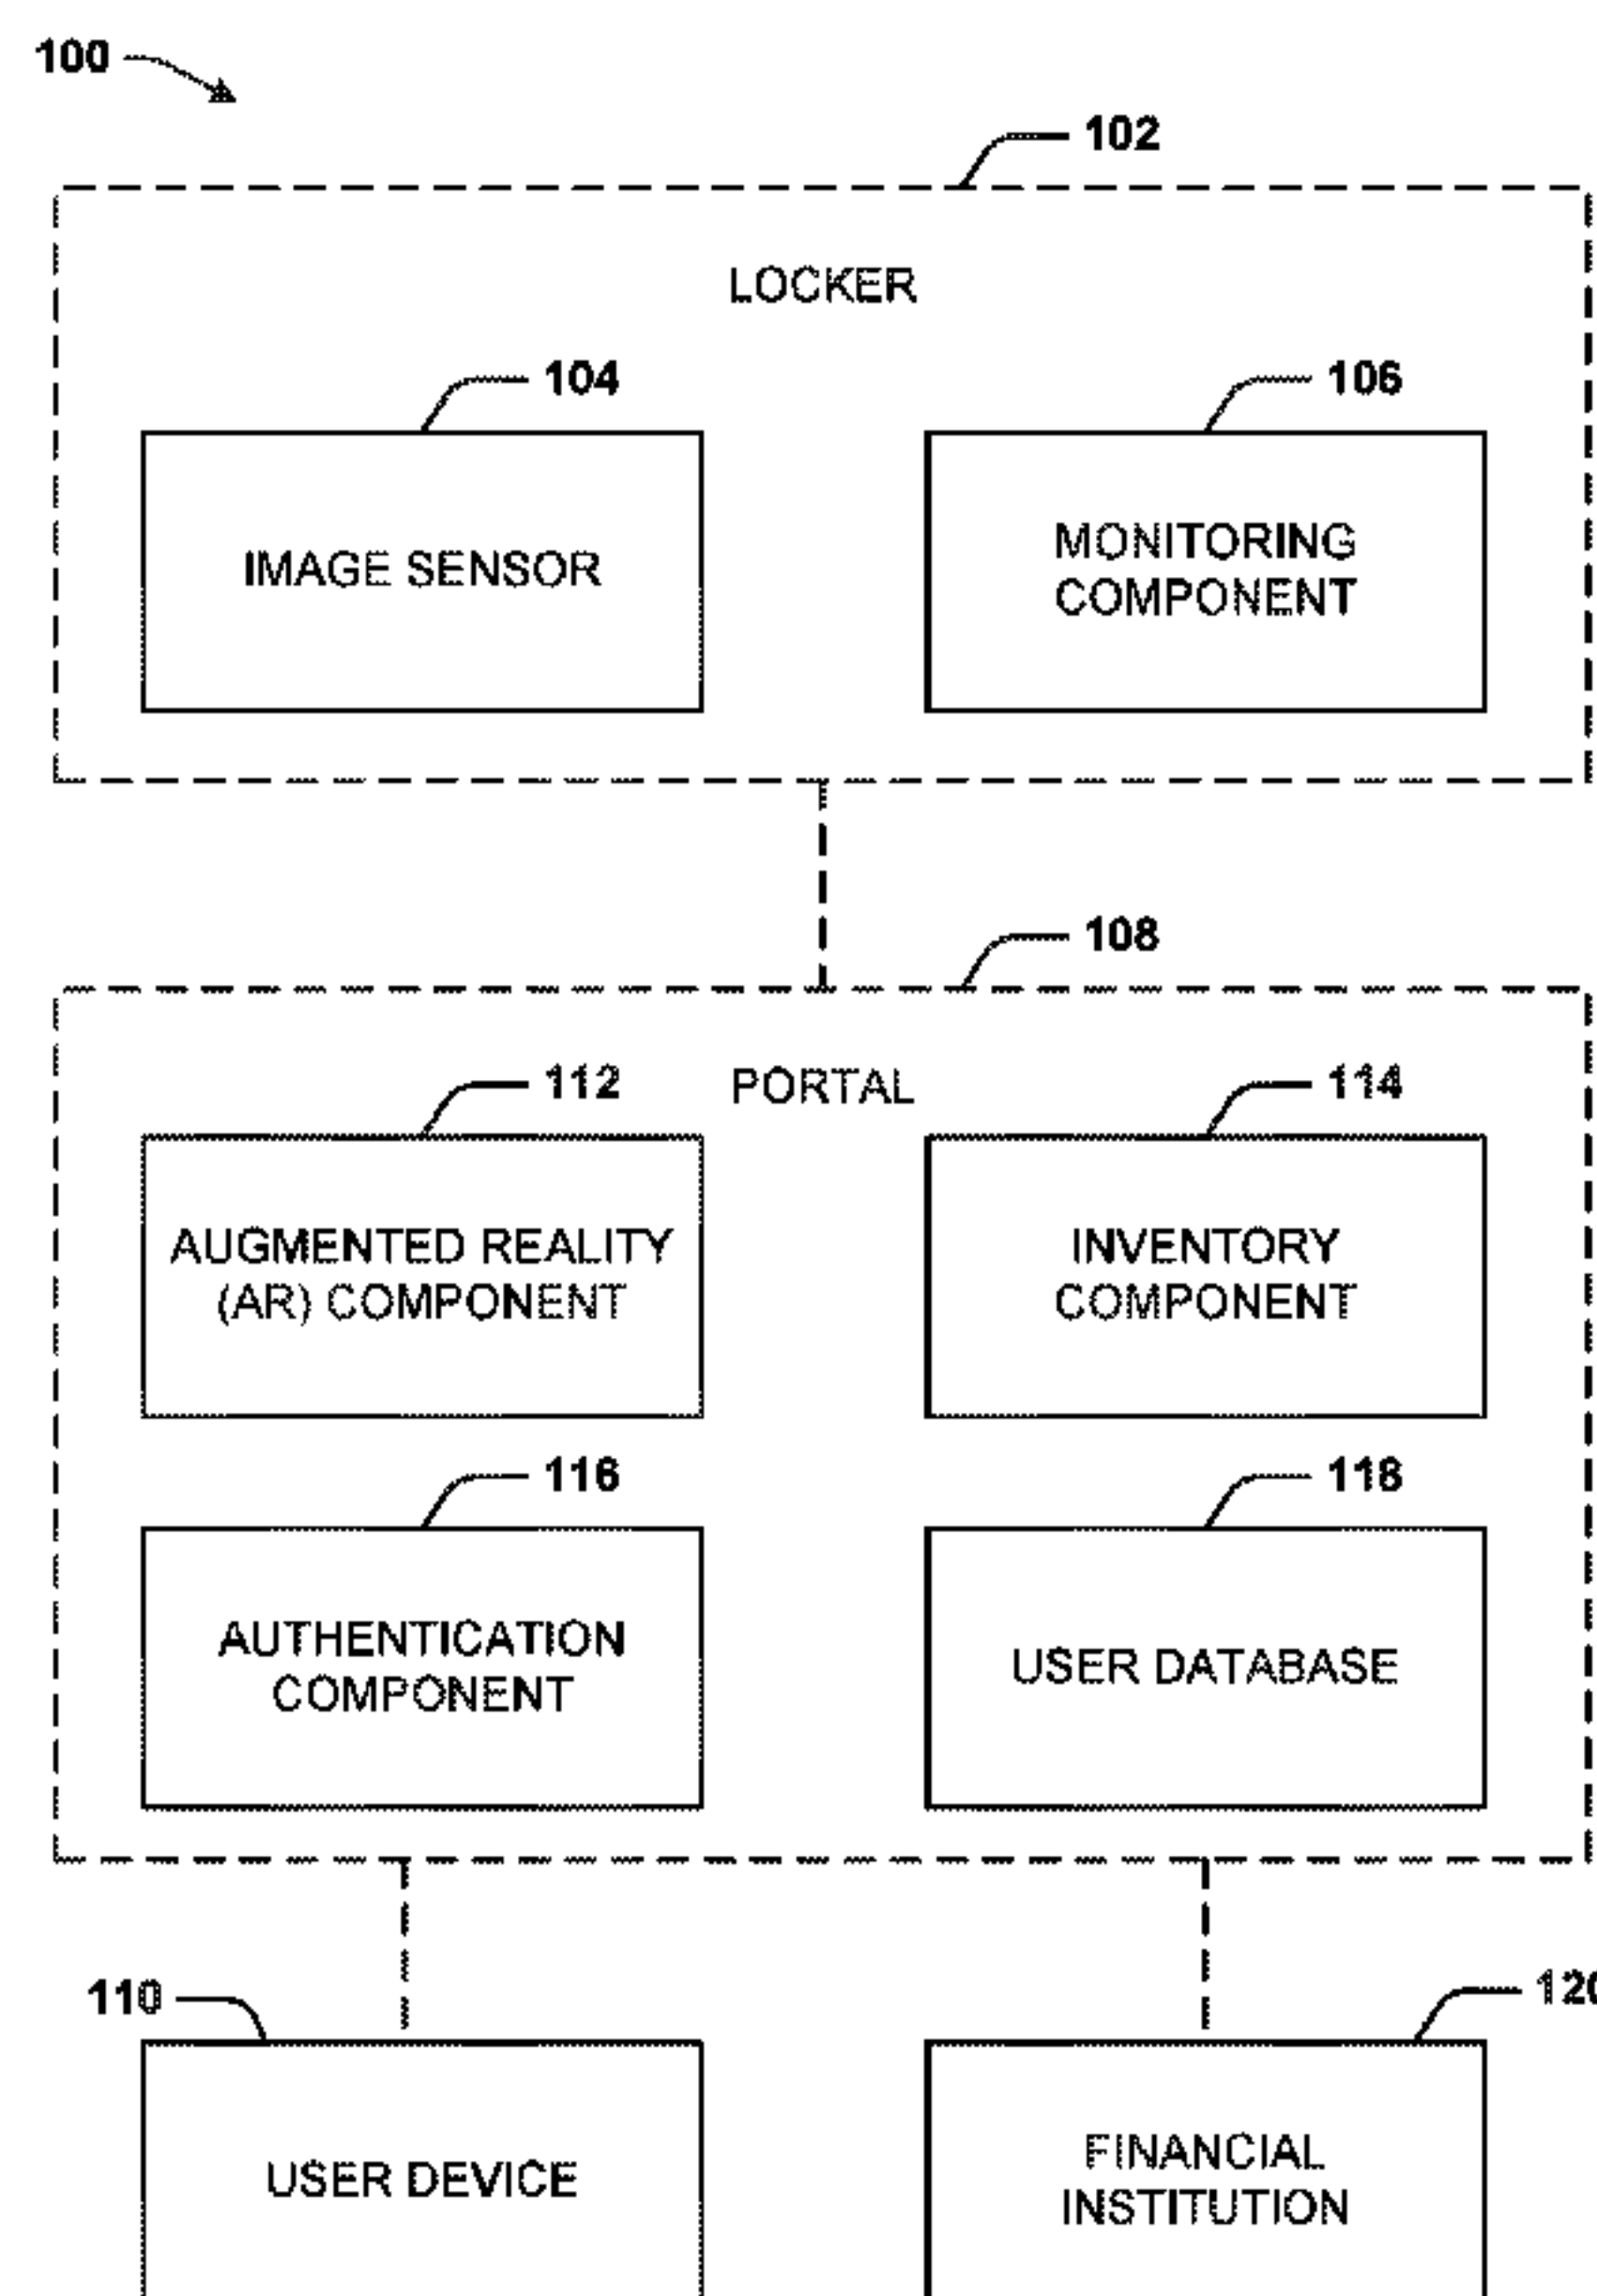 100
102
LOCKER
104
106
IMAGE SENSOR
MONITORING
COMPONENT
108
PORTAL
112
114
AUGMENTED REALITY
(AR) COMPONENT
INVENTORY
COMPONENT
116
118
AUTHENTICATION
COMPONENT
USER DATABASE
110
120
USER DEVICE
FINANCIAL
INSTITUTION